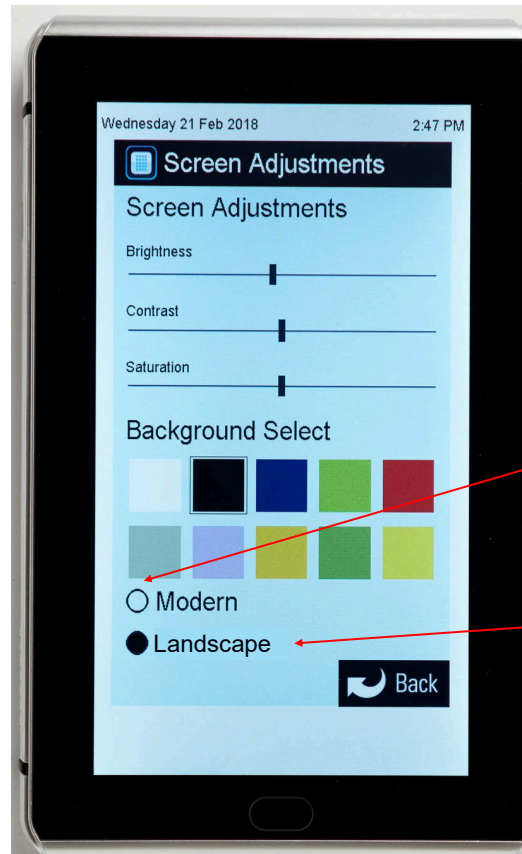 Wednesday 21 Feb 2018 2:47 PM
Screen Adjustments
Screen Adjustments
Brightness
Contrast
Saturation
Background Select
Modern
Landscape
Back